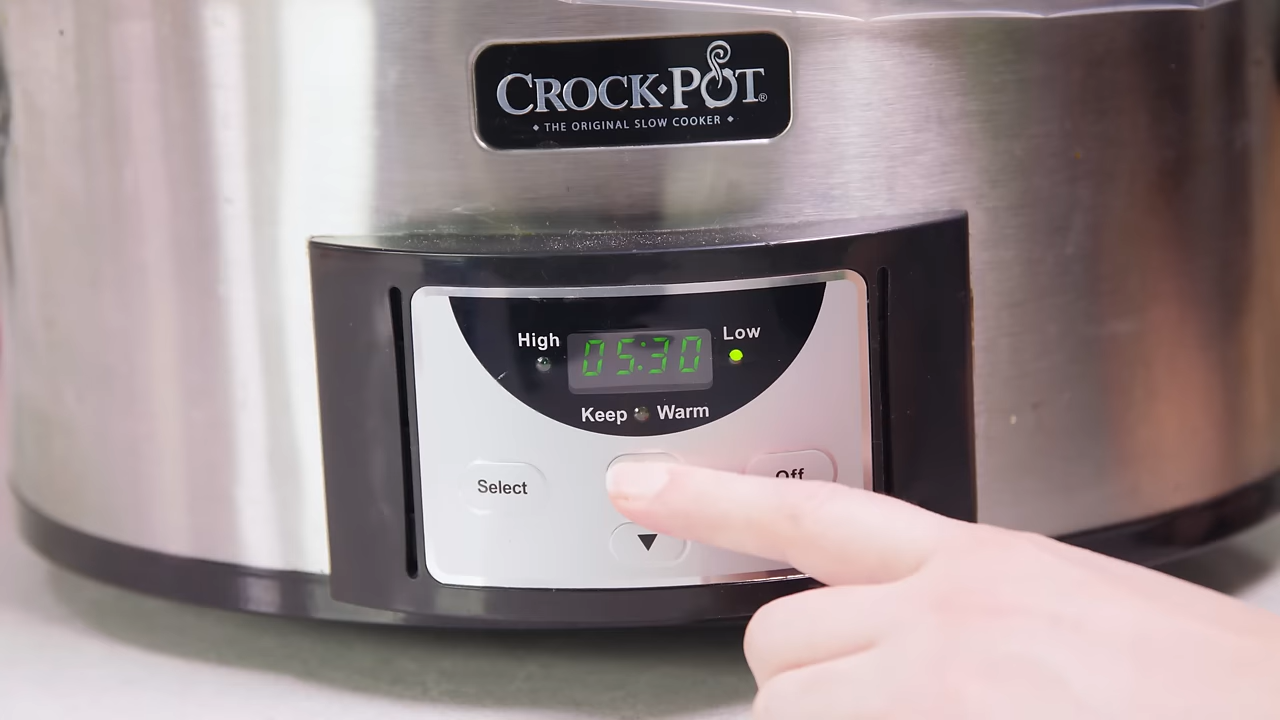 CROCK·POT®
• THE ORIGINAL SLOW COOKER •
High
Low
05:30
Keep Warm
Select
Off
▼